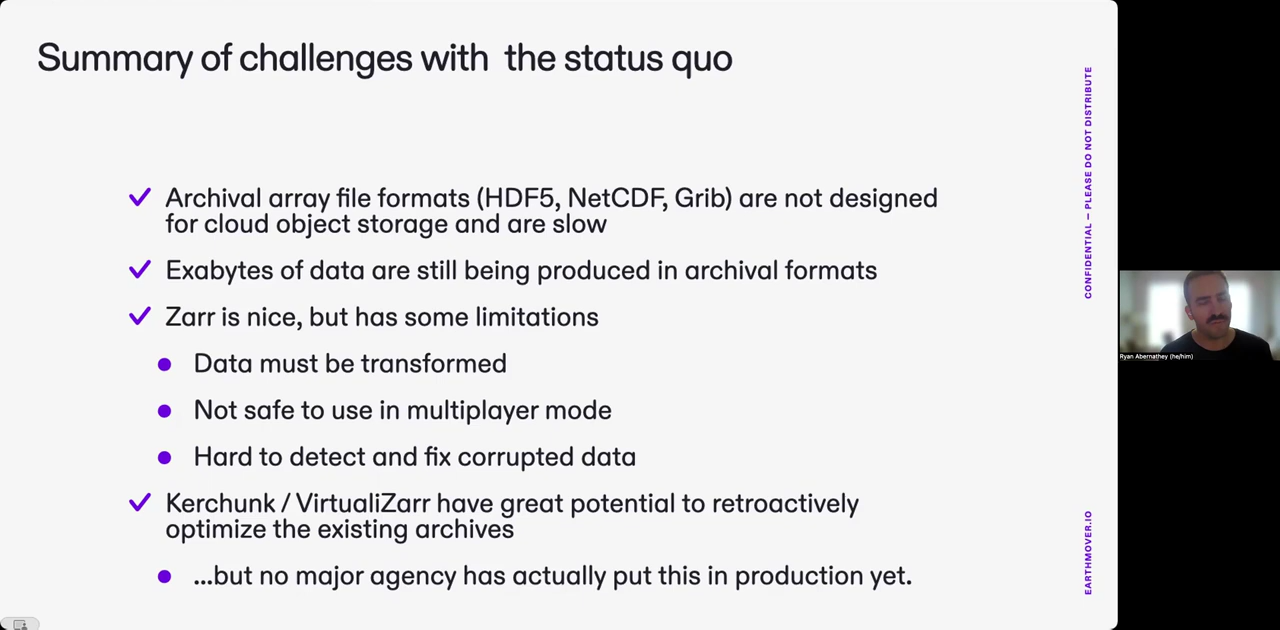 Summary of challenges with the status quo
Archival array file formats (HDF5, NetCDF, Grib) are not designed
for cloud object storage and are slow
Exabytes of data are still being produced in archival formats
Zarr is nice, but has some limitations
Data must be transformed
Not safe to use in multiplayer mode
Hard to detect and fix corrupted data
Kerchunk / VirtualiZarr have great potential to retroactively
optimize the existing archives
...but no major agency has actually put this in production yet.
CONFIDENTIAL — PLEASE DO NOT DISTRIBUTE
EARTHMOVER.IO
Ryan Abernathey (he/him)